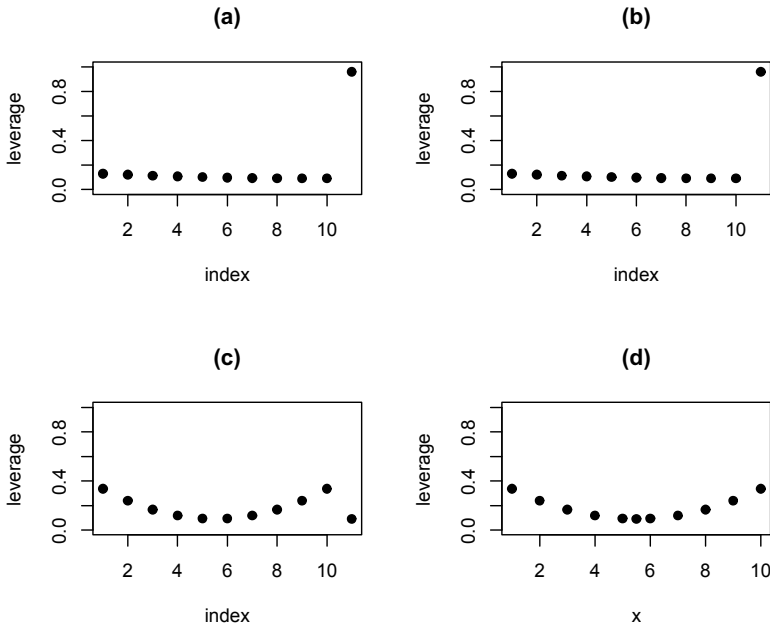 (a)
leverage
0.0 0.4 0.8
2 4 6 8 10
index
(b)
leverage
0.0 0.4 0.8
2 4 6 8 10
index
(c)
leverage
0.0 0.4 0.8
2 4 6 8 10
index
(d)
leverage
0.0 0.4 0.8
2 4 6 8 10
x